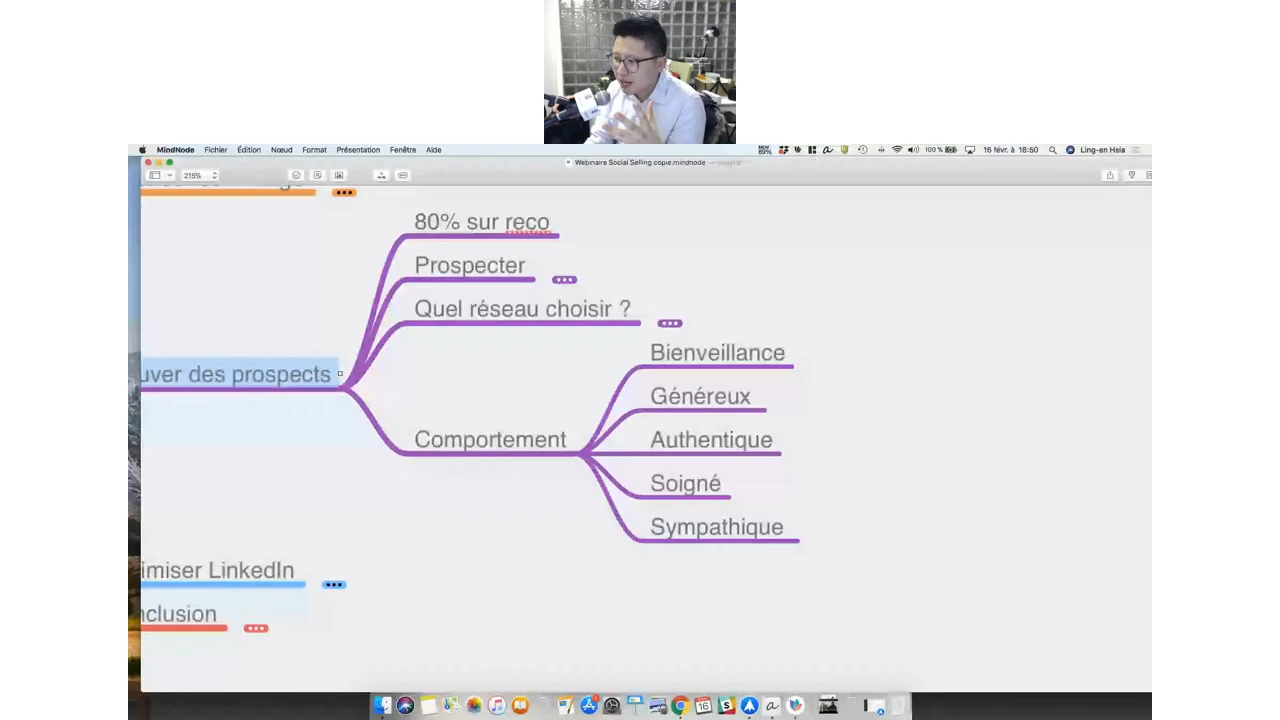 MindNode Fichier Édition Nœud Format Présentation Fenêtre Aide 100 % 16 févr. à 18:50 Ling-en Hsia
Webinaire Social Selling copie.mindnode
215%
80% sur reco
Prospecter
Quel réseau choisir ?
Bienveillance
uver des prospects
Généreux
Comportement
Authentique
Soigné
Sympathique
imiser LinkedIn
nclusion